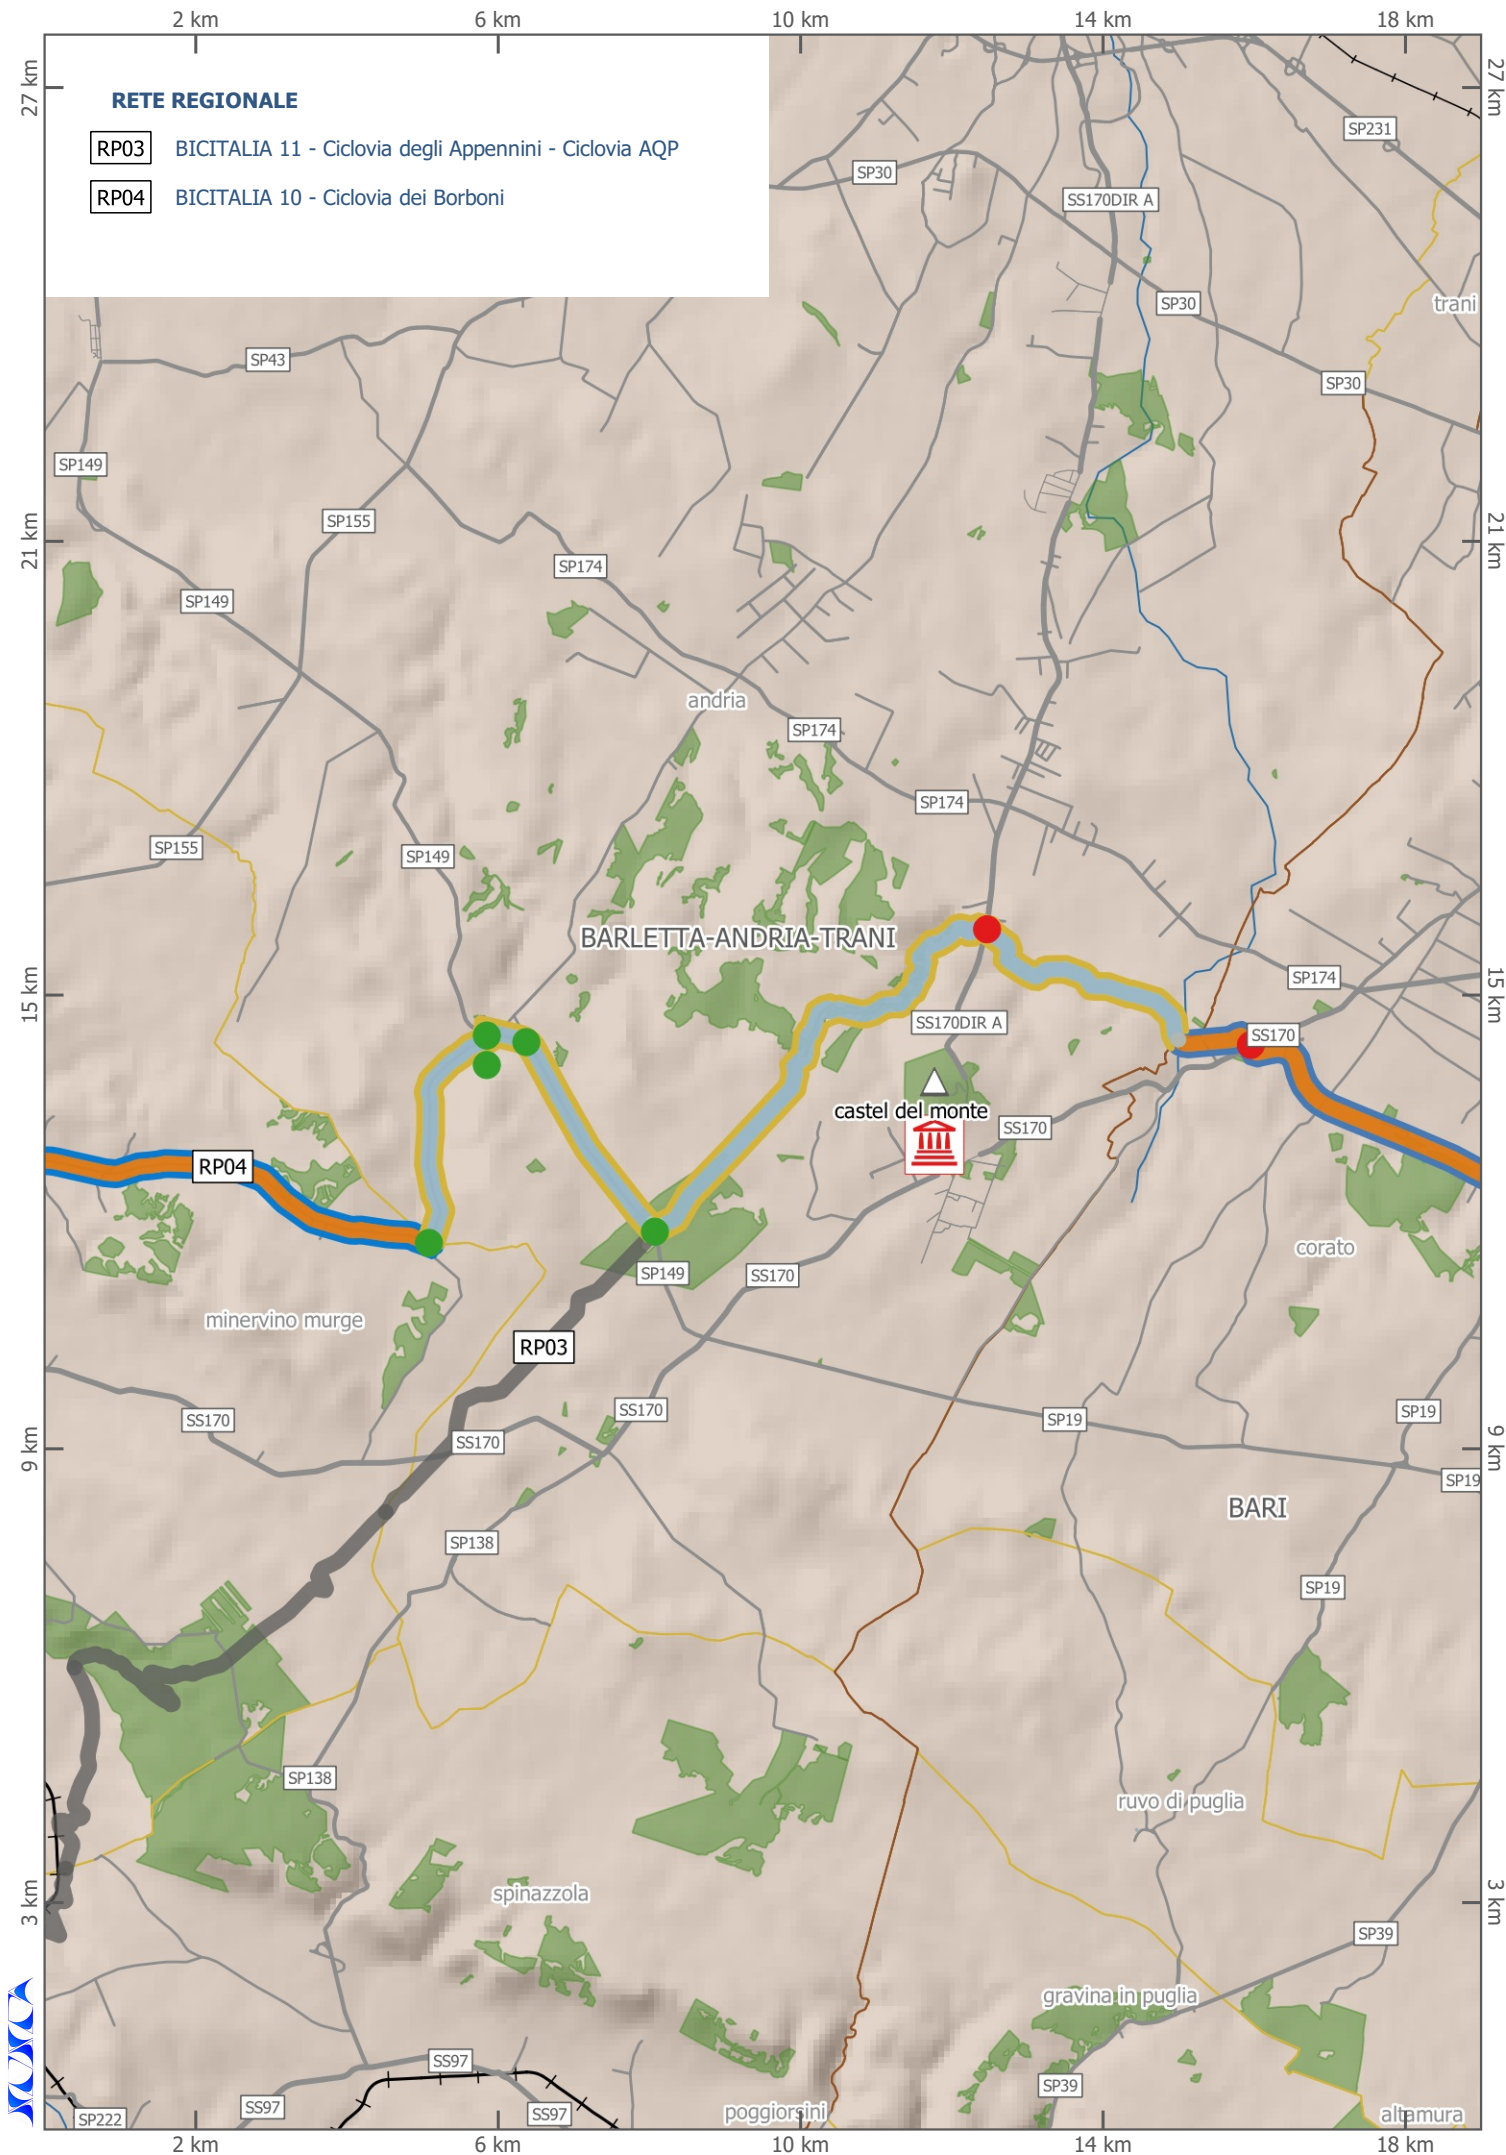 2 km
6 km
10 km
14 km
18 km
27 km
27 km
RETE REGIONALE
RP03 BICITALIA 11 - Ciclovia degli Appennini - Ciclovia AQP
RP04 BICITALIA 10 - Ciclovia dei Borboni
SP231
SP30
SS170DIR A
SP30
trani
SP43
SP30
SP149
SP155
21 km
21 km
SP174
SP149
andria
SP174
SP174
SP155
SP149
BARLETTA-ANDRIA-TRANI
SP174
15 km
15 km
SS170DIR A
SS170
castel del monte
SS170
RP04
corato
SP149
SS170
minervino murge
RP03
SS170
SS170
SP19
SP19
SS170
9 km
9 km
SP19
BARI
SP138
SP19
SP138
ruvo di puglia
spinazzola
3 km
3 km
SP39
gravina in puglia
SS97
SP39
SS97
SS97
SP222
poggiorsini
altamura
2 km
6 km
10 km
14 km
18 km